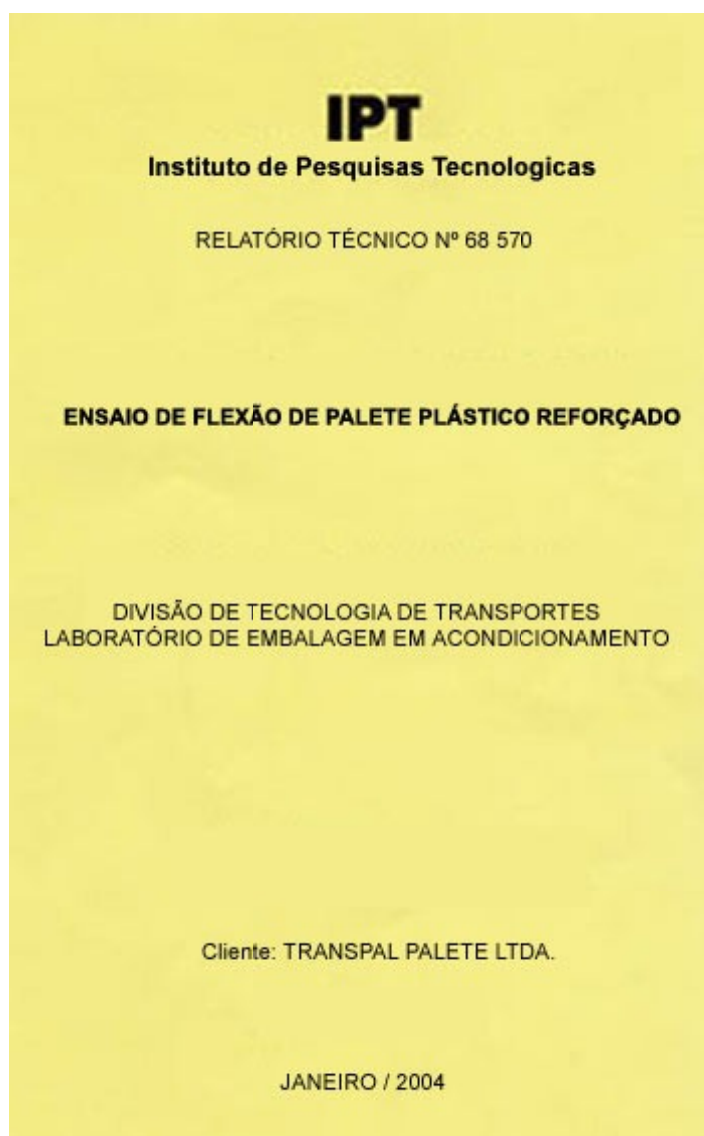 IPT
Instituto de Pesquisas Tecnologicas
RELATÓRIO TÉCNICO Nº 68 570
ENSAIO DE FLEXÃO DE PALETE PLÁSTICO REFORÇADO
DIVISÃO DE TECNOLOGIA DE TRANSPORTES
LABORATÓRIO DE EMBALAGEM EM ACONDICIONAMENTO
Cliente: TRANSPAL PALETE LTDA.
JANEIRO / 2004